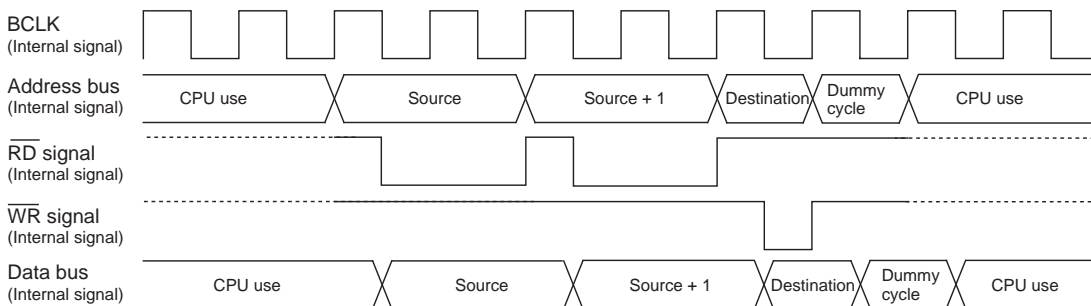 BCLK
(Internal signal)
Address bus
(Internal signal)
CPU use
Source
Source + 1
Destination
Dummy
cycle
CPU use
RD signal
(Internal signal)
WR signal
(Internal signal)
Data bus
(Internal signal)
CPU use
Source
Source + 1
Destination
Dummy
cycle
CPU use